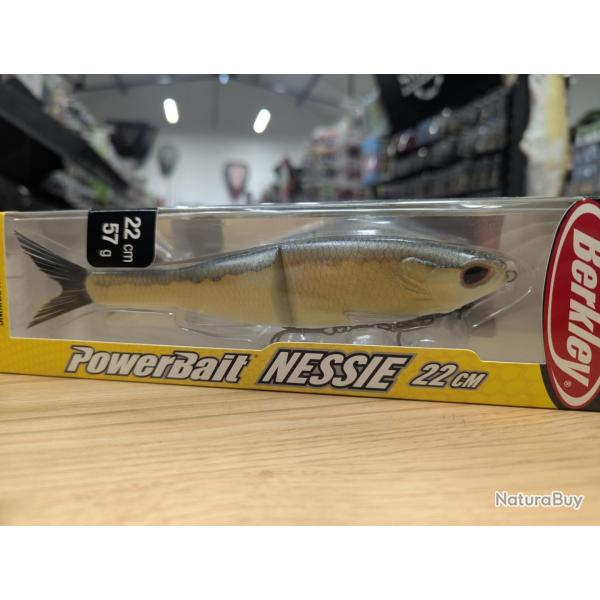 22 cm
57 g
Berkley®
PowerBait® NESSIE 22 CM
NaturaBuy